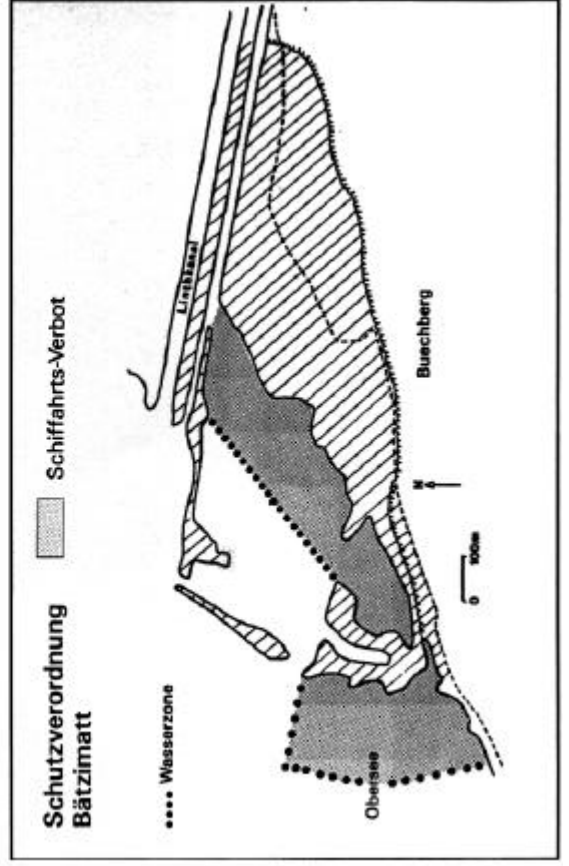 Schutzverordnung
Bätzimatt
Schiffahrts-Verbot
Wasserzone
Linthkanal
Buechberg
Obersee
N
0 100m